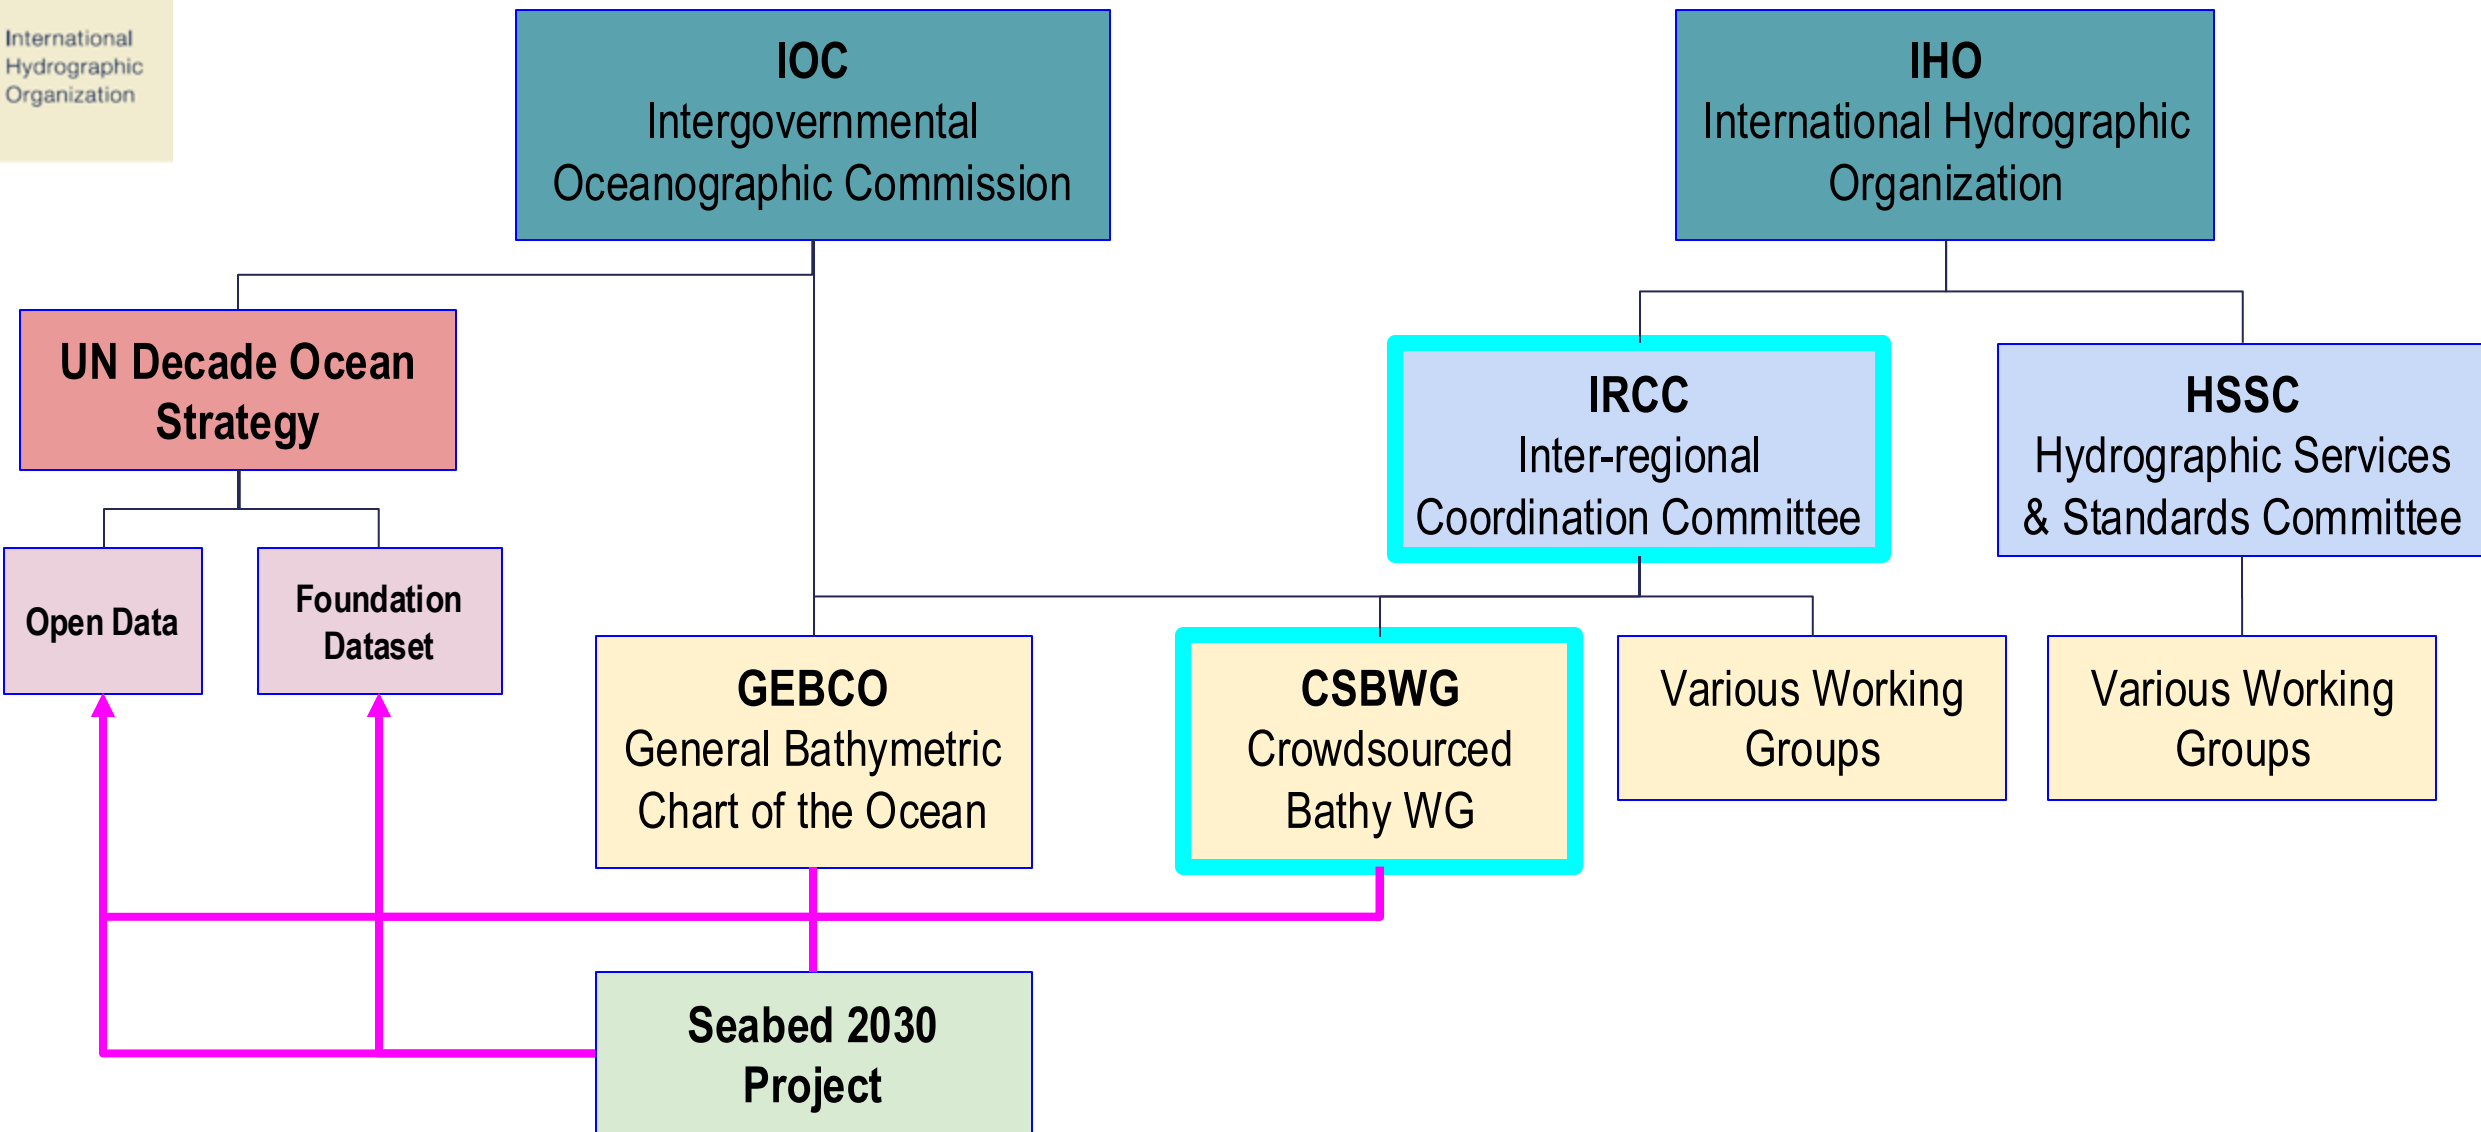 International
Hydrographic
Organization
IOC
Intergovernmental
Oceanographic Commission
IHO
International Hydrographic
Organization
UN Decade Ocean
Strategy
IRCC
Inter-regional
Coordination Committee
HSSC
Hydrographic Services
& Standards Committee
Open Data
Foundation
Dataset
GEBCO
General Bathymetric
Chart of the Ocean
CSBWG
Crowdsourced
Bathy WG
Various Working
Groups
Various Working
Groups
Seabed 2030
Project